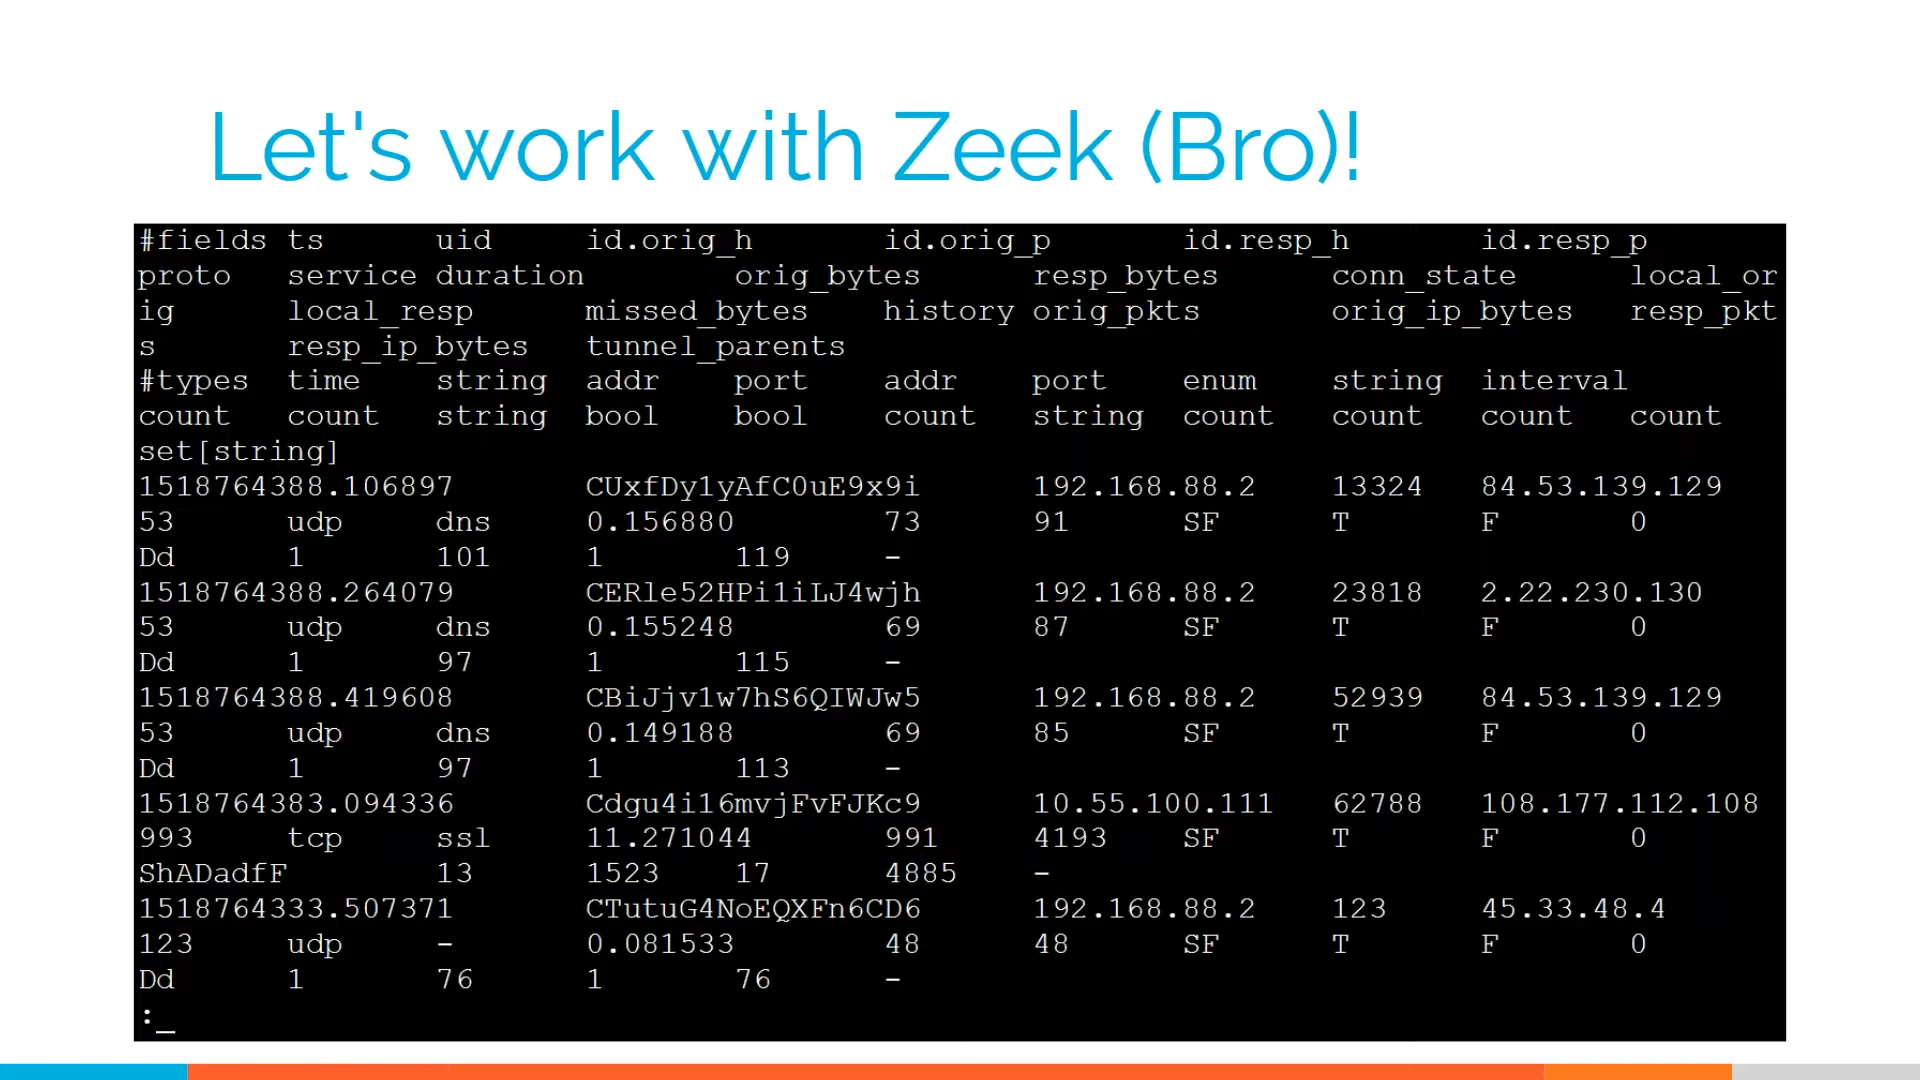 Let's work with Zeek (Bro)!
#fields ts uid id.orig_h id.orig_p id.resp_h id.resp_p
proto service duration orig_bytes resp_bytes conn_state local_or
ig local_resp missed_bytes history orig_pkts orig_ip_bytes resp_pkt
s resp_ip_bytes tunnel_parents
#types time string addr port addr port enum string interval
count count string bool bool count string count count count count
set[string]
1518764388.106897 CUxfDy1yAfC0uE9x9i 192.168.88.2 13324 84.53.139.129
53 udp dns 0.156880 73 91 SF T F 0
Dd 1 101 1 119 -
1518764388.264079 CERle52HPi1iLJ4wjh 192.168.88.2 23818 2.22.230.130
53 udp dns 0.155248 69 87 SF T F 0
Dd 1 97 1 115 -
1518764388.419608 CBiJjv1w7hS6QIWJw5 192.168.88.2 52939 84.53.139.129
53 udp dns 0.149188 69 85 SF T F 0
Dd 1 97 1 113 -
1518764383.094336 Cdgu4i16mvjFvFJKc9 10.55.100.111 62788 108.177.112.108
993 tcp ssl 11.271044 991 4193 SF T F 0
ShADadfF 13 1523 17 4885 -
1518764333.507371 CTutuG4NoEQXFn6CD6 192.168.88.2 123 45.33.48.4
123 udp - 0.081533 48 48 SF T F 0
Dd 1 76 1 76 -
:_